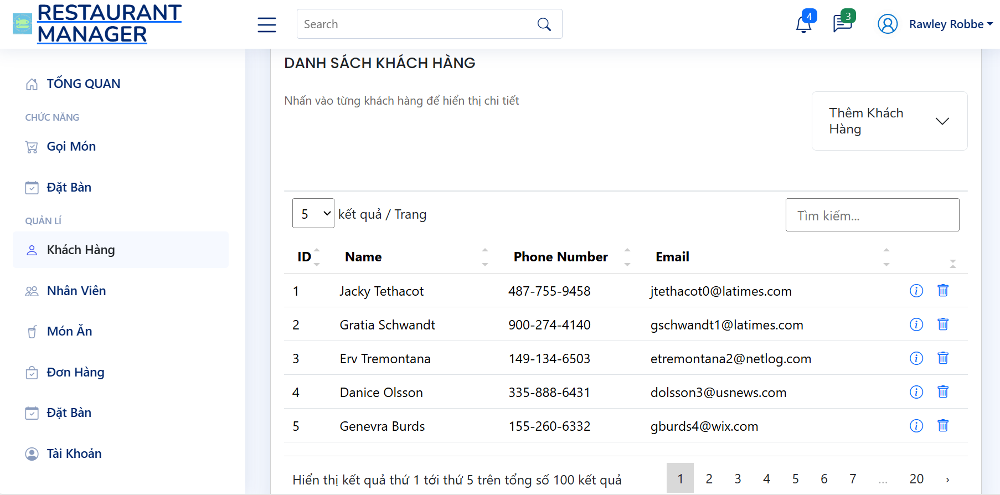 RESTAURANT
MANAGER
Search
4
3
Rawley Robbe
TỔNG QUAN
CHỨC NĂNG
Gọi Món
Đặt Bàn
QUẢN LÍ
Khách Hàng
Nhân Viên
Món Ăn
Đơn Hàng
Đặt Bàn
Tài Khoản
DANH SÁCH KHÁCH HÀNG
Nhấn vào từng khách hàng để hiển thị chi tiết
Thêm Khách
Hàng
5 kết quả / Trang
Tìm kiếm...
ID Name Phone Number Email
1 Jacky Tethacot 487-755-9458 jtethacot0@latimes.com
2 Gratia Schwandt 900-274-4140 gschwandt1@latimes.com
3 Erv Tremontana 149-134-6503 etremontana2@netlog.com
4 Danice Olsson 335-888-6431 dolsson3@usnews.com
5 Genevra Burds 155-260-6332 gburds4@wix.com
Hiển thị kết quả thứ 1 tới thứ 5 trên tổng số 100 kết quả
1 2 3 4 5 6 7 ... 20 ›